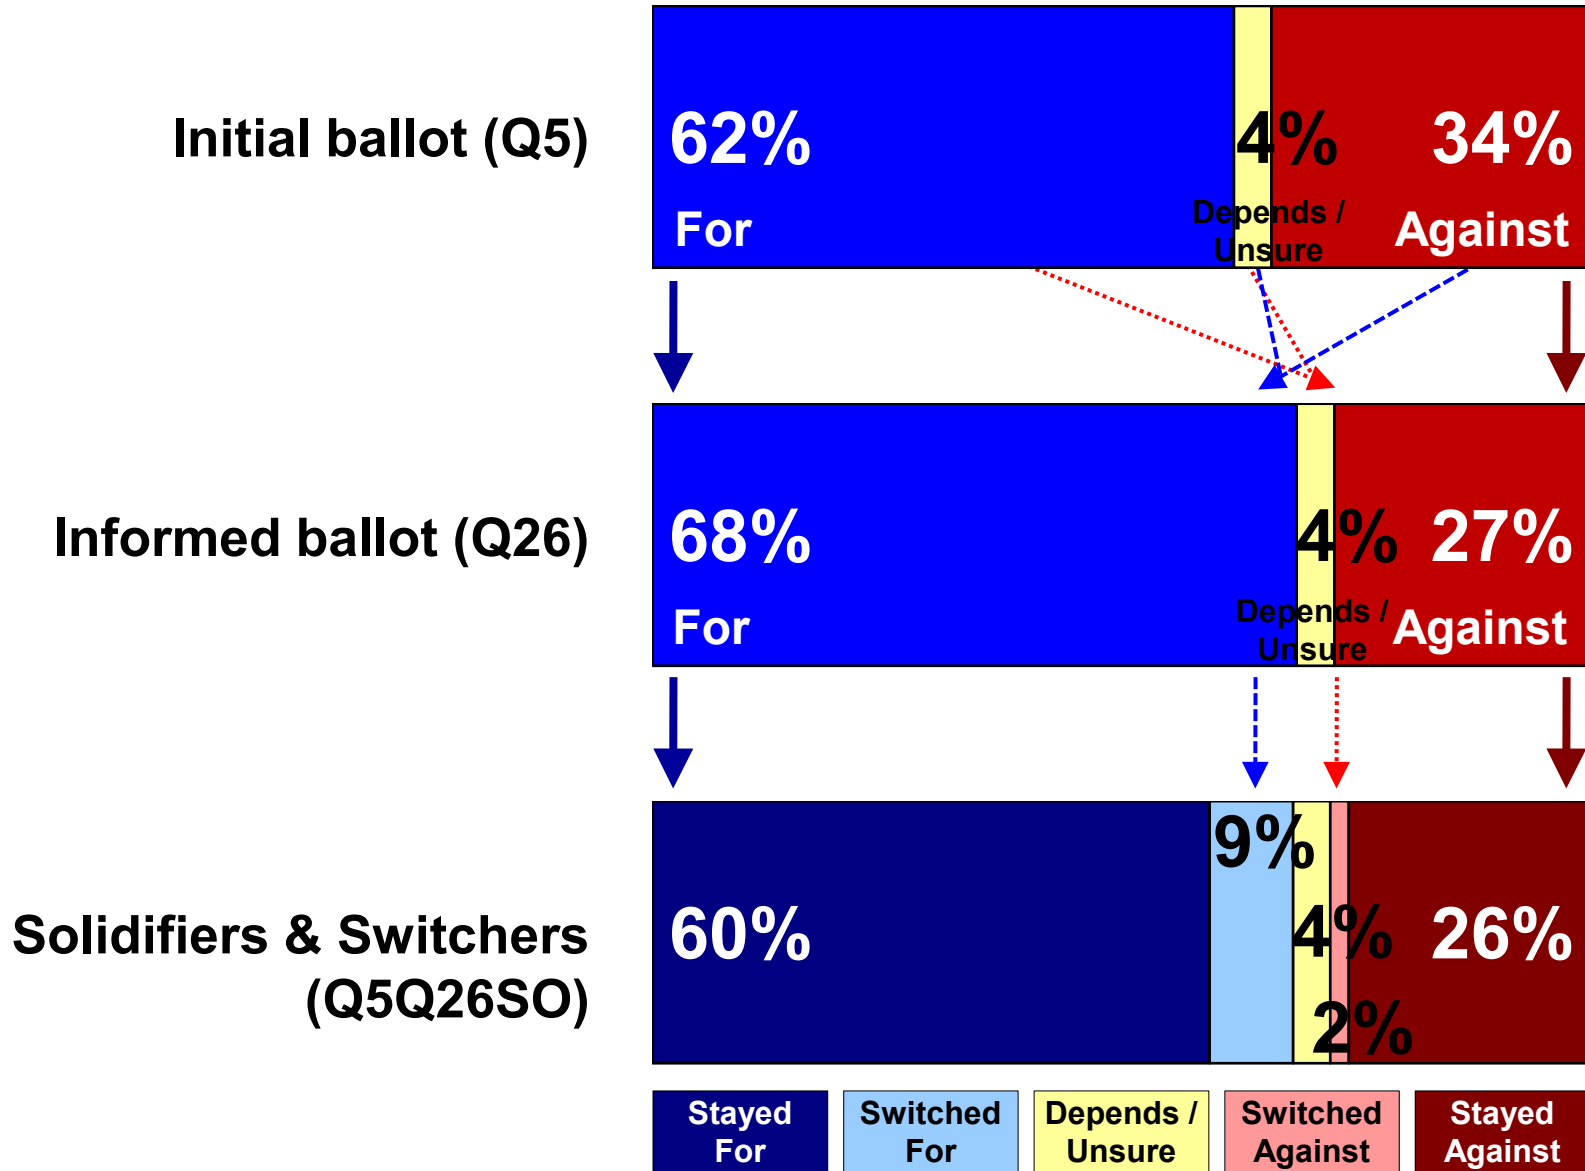 Initial ballot (Q5)
62%
4%
34%
For
Depends /
Unsure
Against
Informed ballot (Q26)
68%
4%
27%
For
Depends /
Unsure
Against
Solidifiers & Switchers
(Q5Q26SO)
60%
9%
4%
2%
26%
Stayed
For
Switched
For
Depends /
Unsure
Switched
Against
Stayed
Against